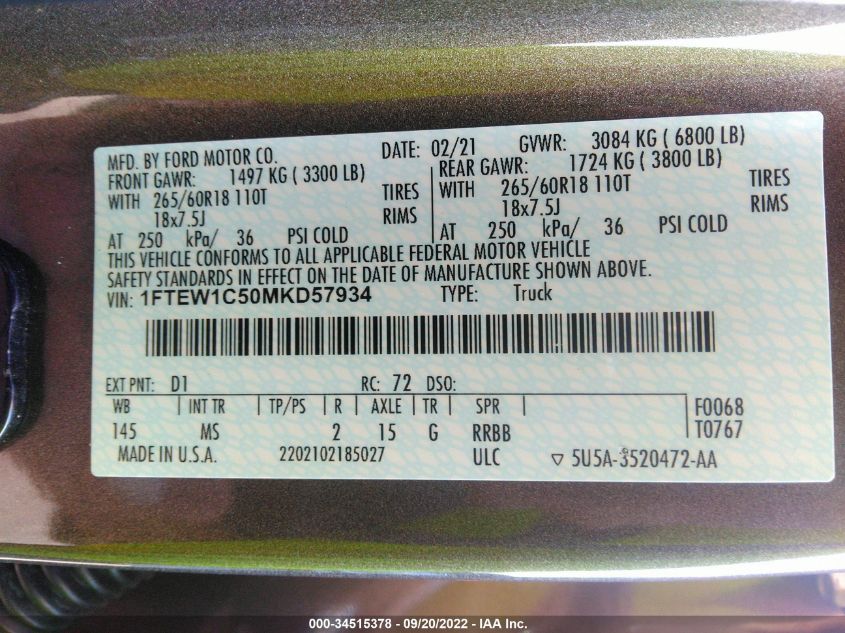 MFD. BY FORD MOTOR CO. DATE: 02/21 GVWR: 3084 KG ( 6800 LB)
FRONT GAWR: 1497 KG ( 3300 LB) REAR GAWR: 1724 KG ( 3800 LB)
WITH 265/60R18 110T TIRES WITH 265/60R18 110T TIRES
18x7.5J RIMS 18x7.5J RIMS
AT 250 kPa/ 36 PSI COLD AT 250 kPa/ 36 PSI COLD
THIS VEHICLE CONFORMS TO ALL APPLICABLE FEDERAL MOTOR VEHICLE
SAFETY STANDARDS IN EFFECT ON THE DATE OF MANUFACTURE SHOWN ABOVE.
VIN: 1FTEW1C50MKD57934 TYPE: Truck
EXT PNT: D1 RC: 72 DSO:
WB INT TR TP/PS R AXLE TR SPR F0068
145 MS 2 15 G RRBB T0767
MADE IN U.S.A. 2202102185027 ULC ▽ 5U5A-3520472-AA
000-34515378 - 09/20/2022 - IAA Inc.